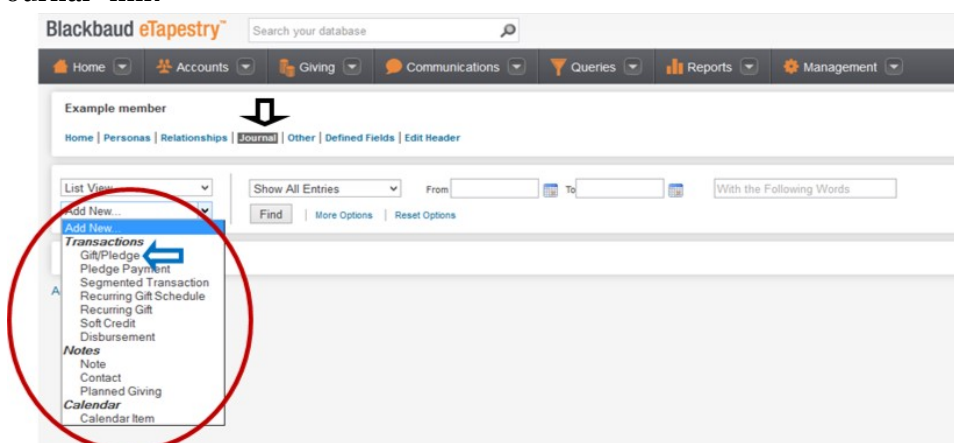 Blackbaud eTapestry™ Search your database
Home Accounts Giving Communications Queries Reports Management
Example member
Home | Personas | Relationships | Journal | Other | Defined Fields | Edit Header
List View Show All Entries From To With the Following Words
Add New... Find | More Options | Reset Options
Add New...
Transactions
Gift/Pledge
Pledge Payment
Segmented Transaction
Recurring Gift Schedule
Recurring Gift
Soft Credit
Disbursement
Notes
Note
Contact
Planned Giving
Calendar
Calendar Item